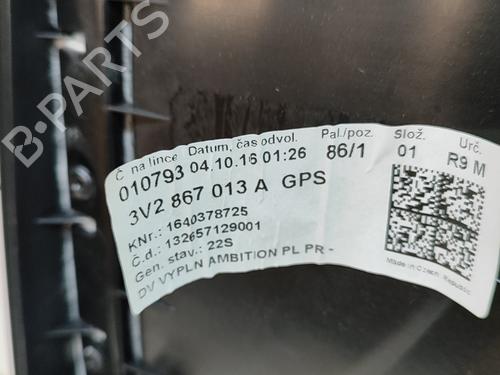 B-PARTS
Č na lince Datum, čas odvol. Pal./poz. Slož. Urč.
010793 04.10.16 01:26 86/1 01 R9 M
3V2 867 013 A GPS
KNr.: 1640378725
Č.d.: 132657129001
Gen. stav.: 22S
DV VYPLN AMBITION PL PR -
Made in Czech Republic